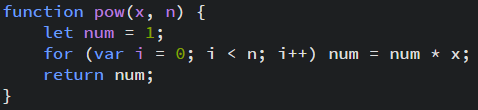 function pow(x, n) {
    let num = 1;
    for (var i = 0; i < n; i++) num = num * x;
    return num;
}